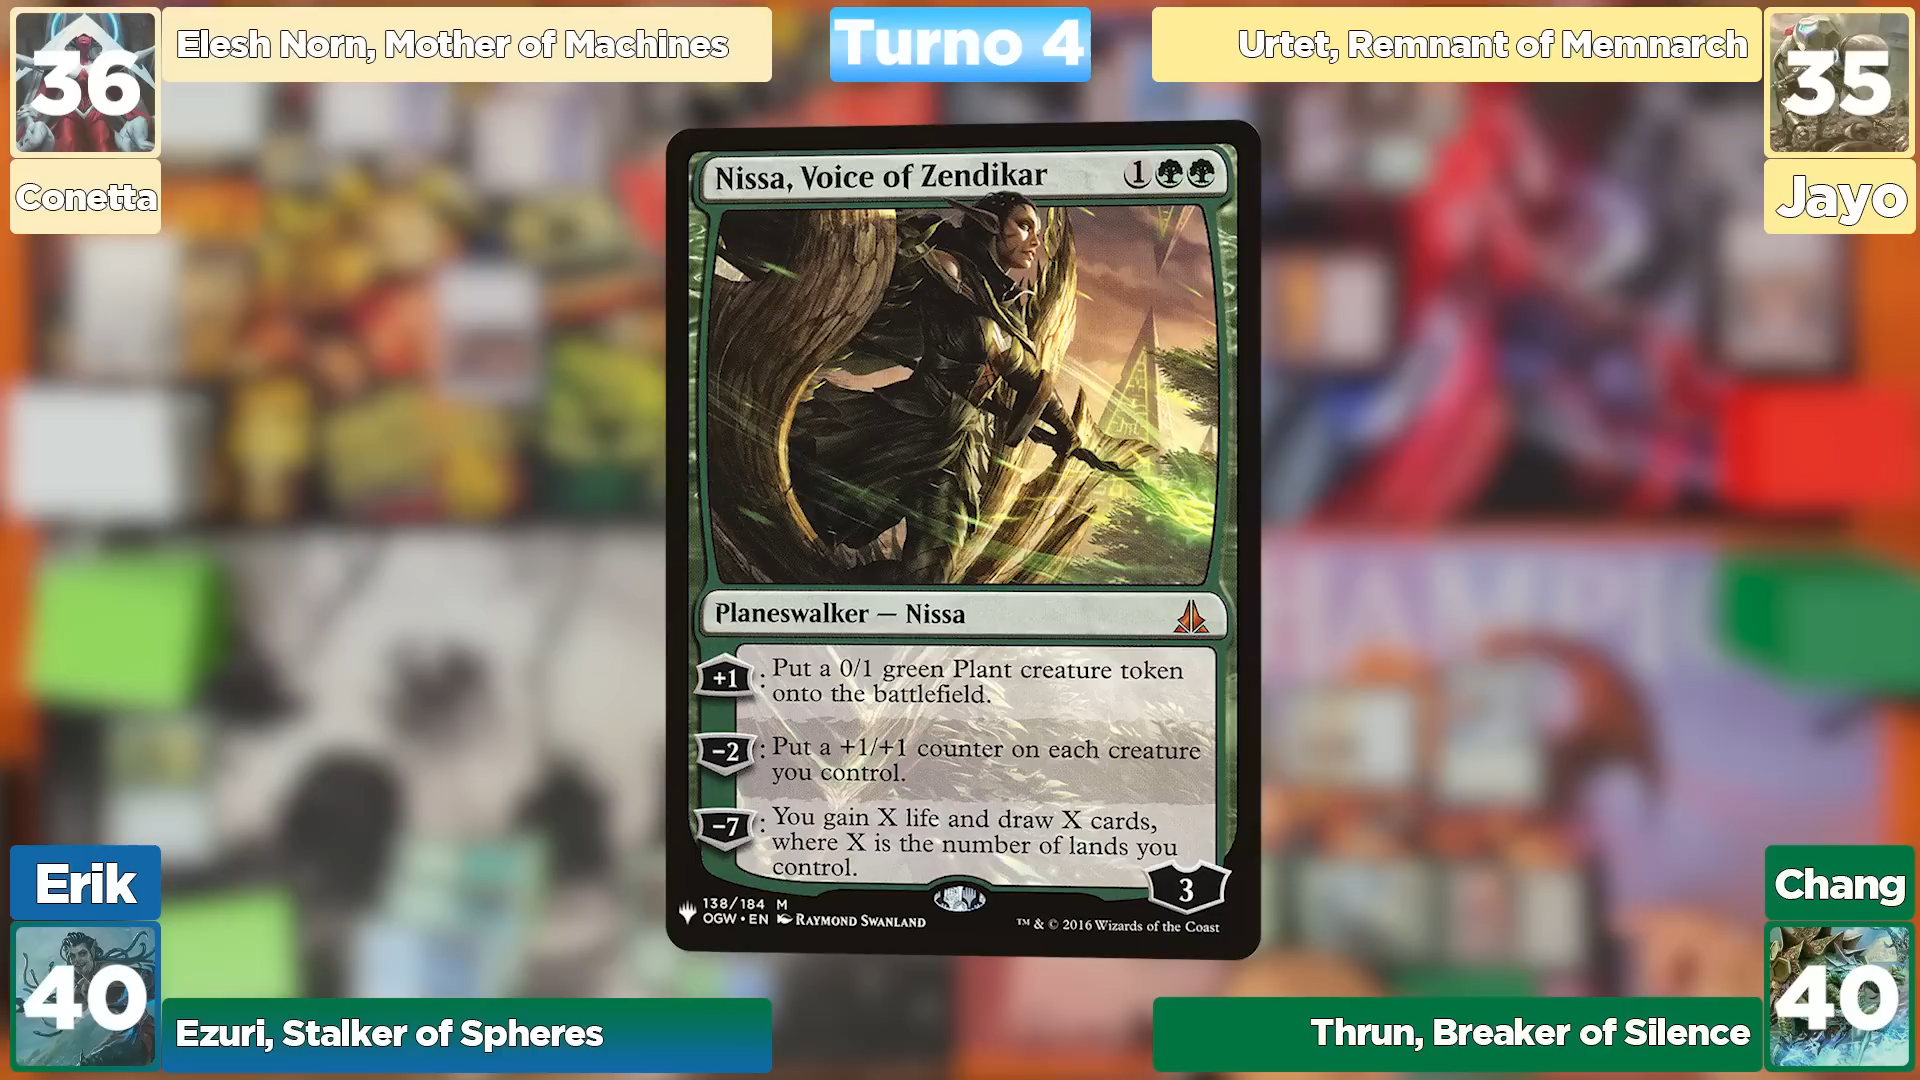 36
Elesh Norn, Mother of Machines
Turno 4
Urtet, Remnant of Memnarch
35
Conetta
Jayo
Nissa, Voice of Zendikar
1
Planeswalker — Nissa
+1 : Put a 0/1 green Plant creature token
onto the battlefield.
−2 : Put a +1/+1 counter on each creature
you control.
−7 : You gain X life and draw X cards,
where X is the number of lands you
control.
3
138/184 M
OGW • EN Raymond Swanland
™ & © 2016 Wizards of the Coast
Erik
40
Ezuri, Stalker of Spheres
Chang
40
Thrun, Breaker of Silence